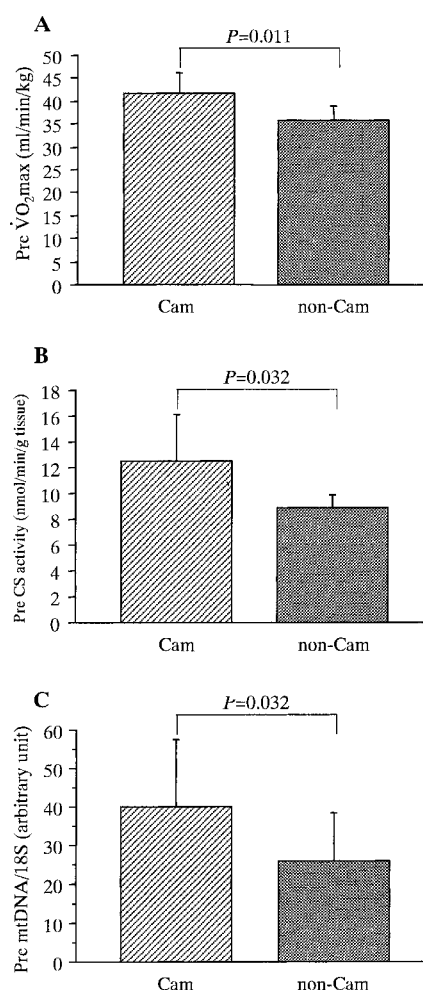 A
P=0.011
Pre V̇O₂max (ml/min/kg)
50
45
40
35
30
25
20
15
10
5
0
Cam
non-Cam
B
P=0.032
Pre CS activity (nmol/min/g tissue)
18
16
14
12
10
8
6
4
2
0
Cam
non-Cam
C
P=0.032
Pre mtDNA/18S (arbitrary unit)
60
50
40
30
20
10
0
Cam
non-Cam